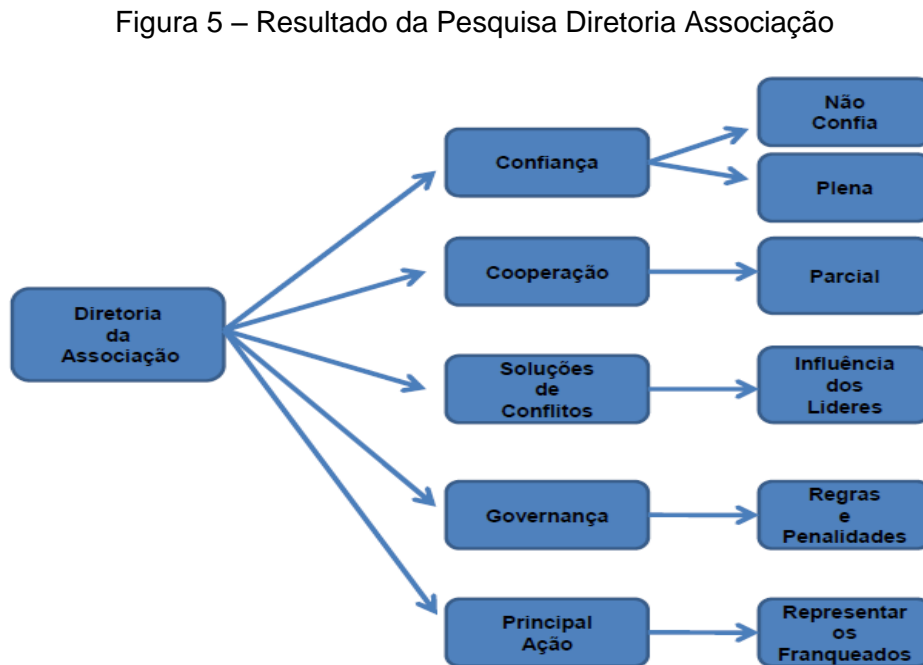 Figura 5 – Resultado da Pesquisa Diretoria Associação
Não
Confia
Confiança
Plena
Cooperação
Parcial
Diretoria
da
Associação
Soluções
de
Conflitos
Influência
dos
Lideres
Governança
Regras
e
Penalidades
Principal
Ação
Representar
os
Franqueados